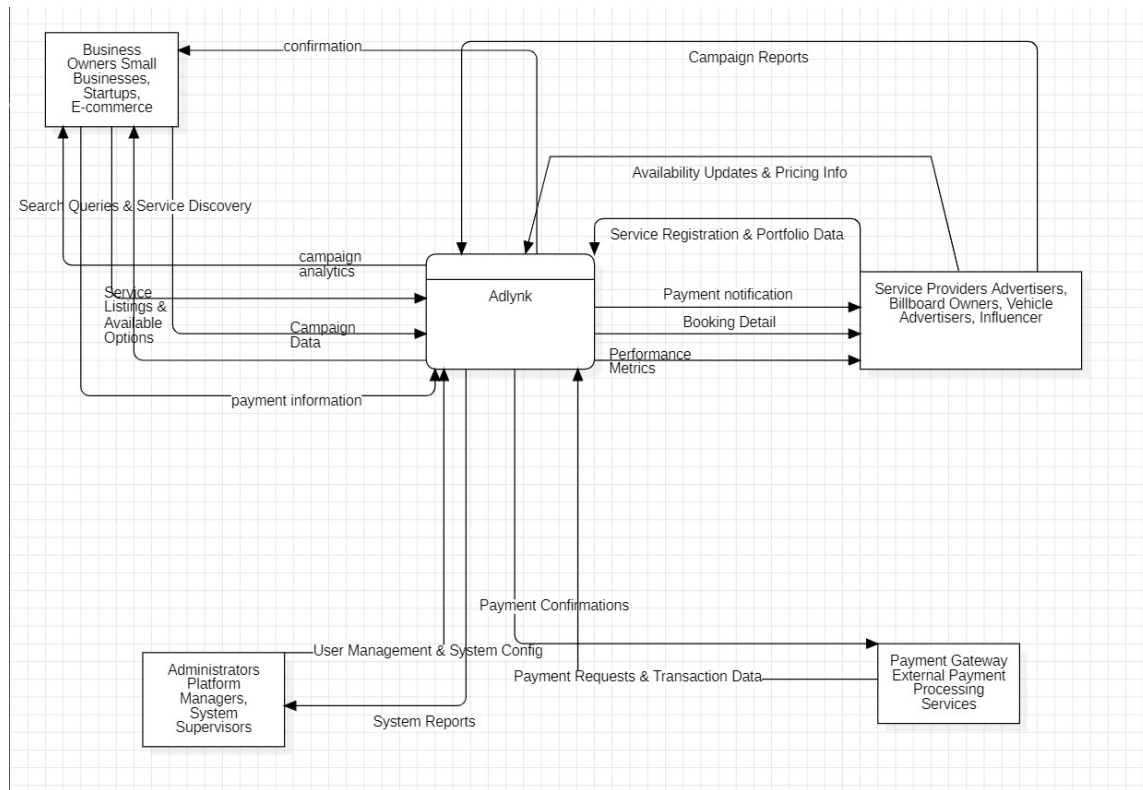 Business
Owners Small
Businesses,
Startups,
E-commerce
confirmation
Campaign Reports
Availability Updates & Pricing Info
Search Queries & Service Discovery
Service Registration & Portfolio Data
campaign
analytics
Adlynk
Service
Listings &
Available
Options
Campaign
Data
Payment notification
Booking Detail
Performance
Metrics
Service Providers Advertisers,
Billboard Owners, Vehicle
Advertisers, Influencer
payment information
Payment Confirmations
User Management & System Config
Administrators
Platform
Managers,
System
Supervisors
Payment Requests & Transaction Data
Payment Gateway
External Payment
Processing
Services
System Reports